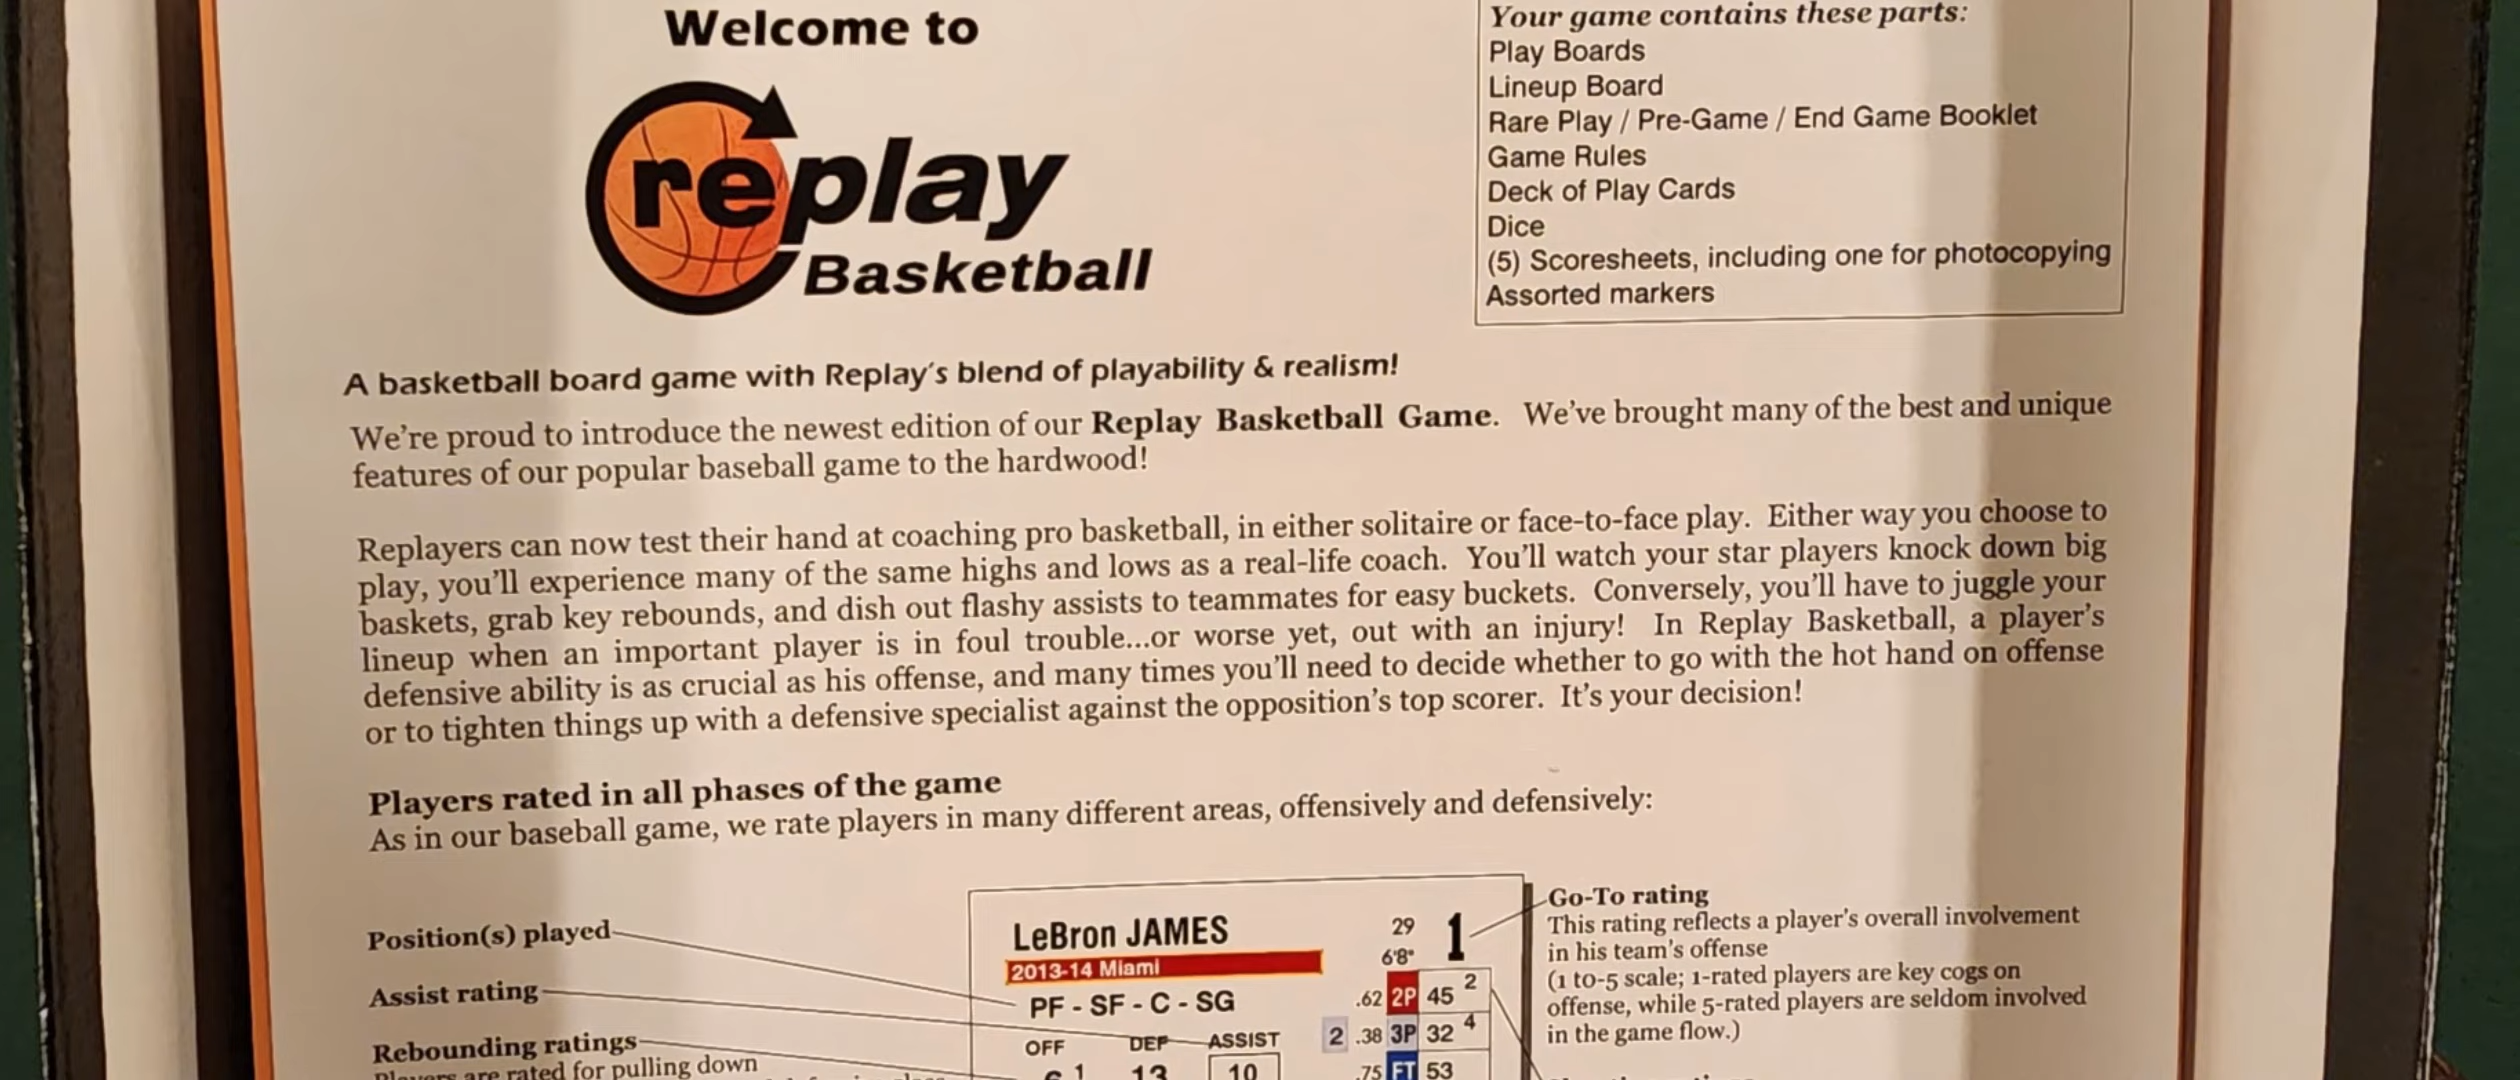 Welcome to
replay
Basketball
Your game contains these parts:
Play Boards
Lineup Board
Rare Play / Pre-Game / End Game Booklet
Game Rules
Deck of Play Cards
Dice
(5) Scoresheets, including one for photocopying
Assorted markers
A basketball board game with Replay's blend of playability & realism!
We're proud to introduce the newest edition of our Replay Basketball Game. We've brought many of the best and unique
features of our popular baseball game to the hardwood!
Replayers can now test their hand at coaching pro basketball, in either solitaire or face-to-face play. Either way you choose to
play, you'll experience many of the same highs and lows as a real-life coach. You'll watch your star players knock down big
baskets, grab key rebounds, and dish out flashy assists to teammates for easy buckets. Conversely, you'll have to juggle your
lineup when an important player is in foul trouble...or worse yet, out with an injury! In Replay Basketball, a player's
defensive ability is as crucial as his offense, and many times you'll need to decide whether to go with the hot hand on offense
or to tighten things up with a defensive specialist against the opposition's top scorer. It's your decision!
Players rated in all phases of the game
As in our baseball game, we rate players in many different areas, offensively and defensively:
Position(s) played
Assist rating
Rebounding ratings
Players are rated for pulling down
LeBron JAMES
2013-14 Miami
PF - SF - C - SG
OFF DEF ASSIST
6 1 13 10
29 1
6'8"
.62 2P 45 2
2 .38 3P 32 4
.75 FT 53
Go-To rating
This rating reflects a player's overall involvement
in his team's offense
(1 to-5 scale; 1-rated players are key cogs on
offense, while 5-rated players are seldom involved
in the game flow.)